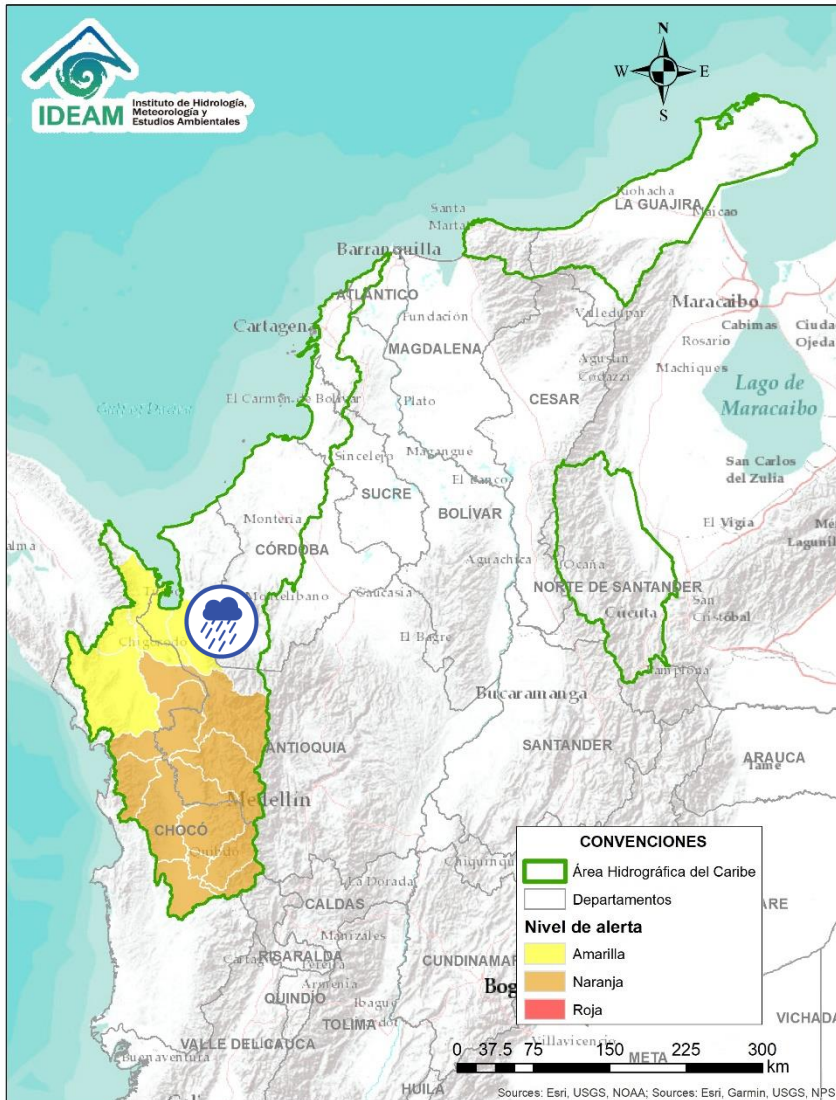 IDEAM
Instituto de Hidrología,
Meteorología y
Estudios Ambientales
N
W
E
S
Riohacha
LA GUAJIRA
Maicao
Santa
Marta
Barranquilla
ATLÁNTICO
Maracaibo
Cartagena
Fundación
Valledupar
Cabimas
Ciudad
Ojeda
Rosario
MAGDALENA
Agustín
Codazzi
Machiques
Lago de
Maracaibo
CESAR
El Carmen de Bolívar
Plato
Sincelejo
Magangué
San Carlos
del Zulia
El Banco
SUCRE
BOLÍVAR
El Vigía
Montería
CÓRDOBA
Aguachica
Ocaña
NORTE DE SANTANDER
Montelibano
Caucasia
Cúcuta
San
Cristóbal
Chigorodó
El Bagre
Pamplona
Bucaramanga
ANTIOQUIA
SANTANDER
ARAUCA
Tame
Medellín
CHOCÓ
Quibdó
La Dorada
CALDAS
Manizales
RISARALDA
Pereira
Armenia
QUINDÍO
Ibagué
TOLIMA
CUNDINAMAR
Bog
VICHADA
Villavicencio
META
VALLE DEL CAUCA
Buenaventura
HUILA
CONVENCIONES
Área Hidrográfica del Caribe
Departamentos
Nivel de alerta
Amarilla
Naranja
Roja
0 37.5 75 150 225 300
km
Sources: Esri, USGS, NOAA; Sources: Esri, Garmin, USGS, NPS